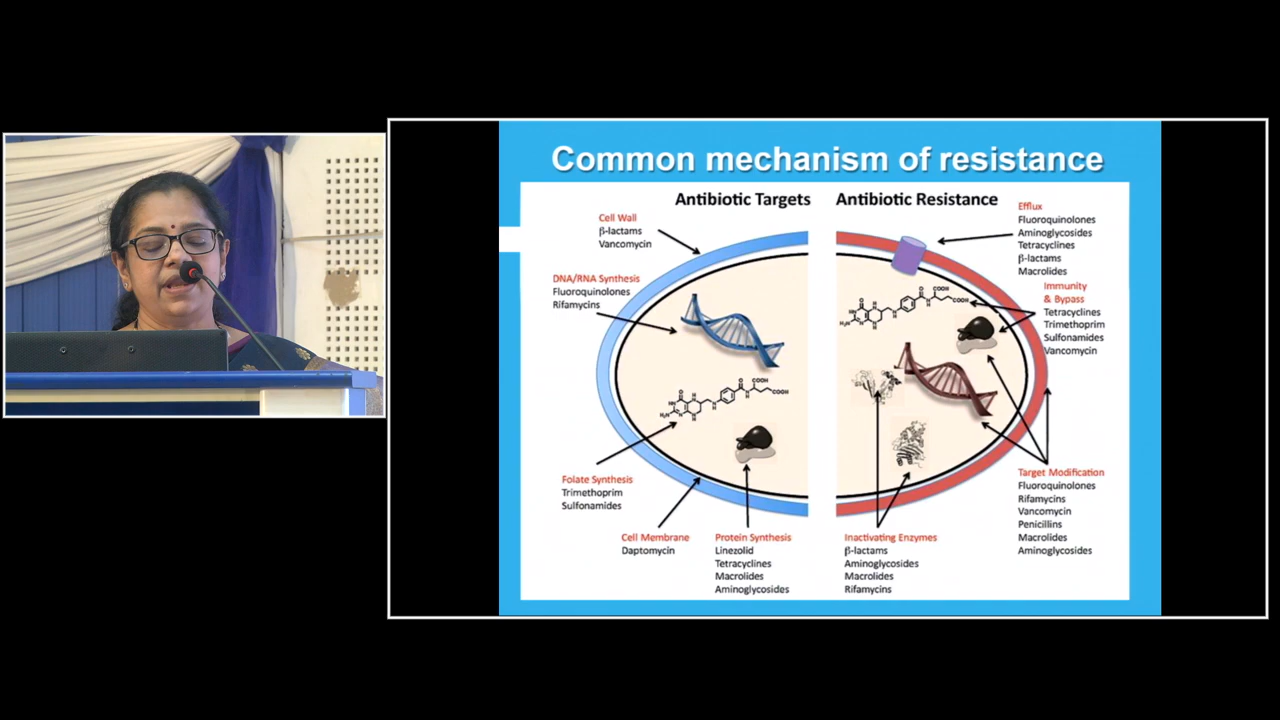 Common mechanism of resistance
Antibiotic Targets
Cell Wall
β-lactams
Vancomycin
DNA/RNA Synthesis
Fluoroquinolones
Rifamycins
Folate Synthesis
Trimethoprim
Sulfonamides
Cell Membrane
Daptomycin
Protein Synthesis
Linezolid
Tetracyclines
Macrolides
Aminoglycosides
Antibiotic Resistance
Efflux
Fluoroquinolones
Aminoglycosides
Tetracyclines
β-lactams
Macrolides
Immunity
& Bypass
Tetracyclines
Trimethoprim
Sulfonamides
Vancomycin
Target Modification
Fluoroquinolones
Rifamycins
Vancomycin
Penicillins
Macrolides
Aminoglycosides
Inactivating Enzymes
β-lactams
Aminoglycosides
Macrolides
Rifamycins